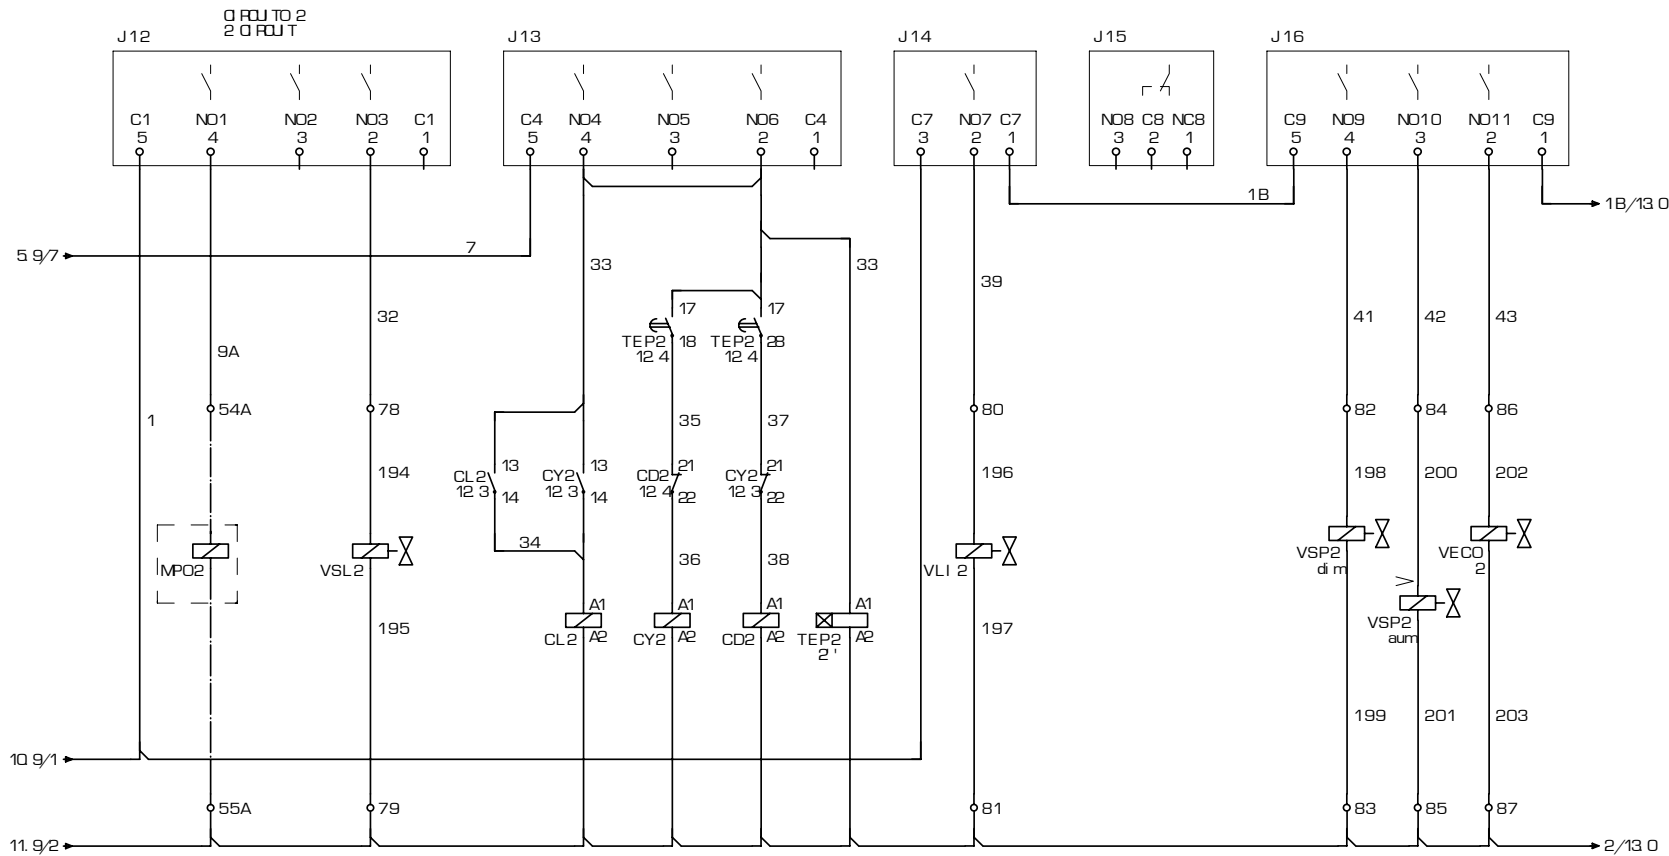 CIRCUITO 2
2 CIRCUIT
J12
J13
J14
J15
J16
C1 NO1 NO2 NO3 C1
5 4 3 2 1
C4 NO4 NO5 NO6 C4
5 4 3 2 1
C7 NO7 C7
3 2 1
NO8 C8 NC8
3 2 1
C9 NO9 NO10 NO11 C9
5 4 3 2 1
1B
1B/13.0
5.9/7
7
33
33
39
32
17
17
41
42
43
9A
TEP2 18
12.4
TEP2 28
12.4
54A
78
80
82
84
86
1
35
37
194
CL2 13
12.3 14
CY2 13
12.3 14
CD2 21
12.4 22
CY2 21
12.3 22
196
198
200
202
34
MPO2
VSL2
36
38
VLI 2
VSP2
dim
VECO
2
195
CL2 A1
A2
CY2 A1
A2
CD2 A1
A2
TEP2 A1
2' A2
197
VSP2
aum
199
201
203
10.9/1
55A
79
81
83
85
87
11.9/2
2/13.0